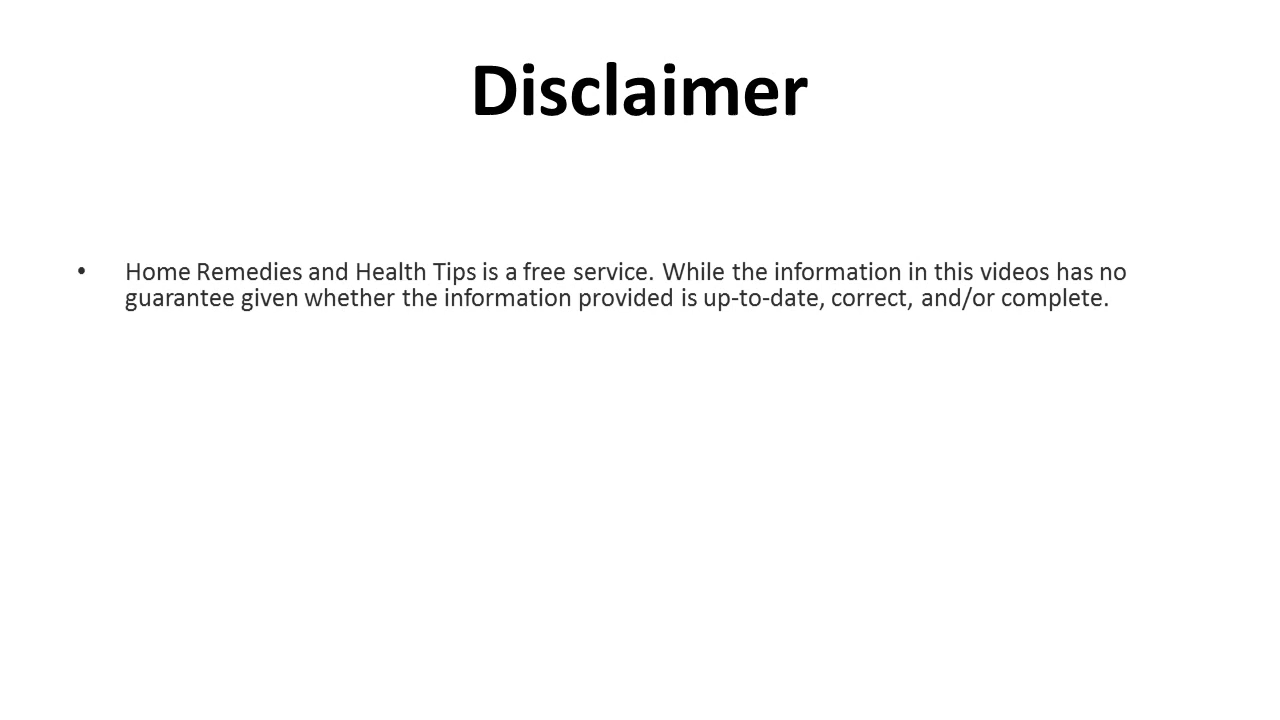 Disclaimer
• Home Remedies and Health Tips is a free service. While the information in this videos has no
guarantee given whether the information provided is up-to-date, correct, and/or complete.